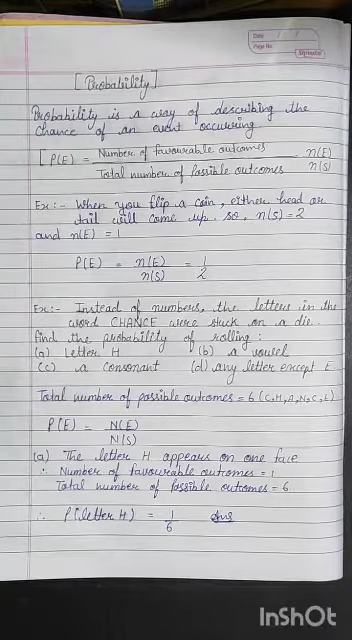 Date / /
Page No.
[Probability]
Probability is a way of describing the
chance of an event occurring
[P(E) = Number of favourable outcomes = n(E)
Total number of possible outcomes n(S)
Ex:- When you flip a coin, either head or
tail will come up. so, n(S) = 2
and n(E) = 1
P(E) = n(E) = 1
n(S) 2
Ex:- Instead of numbers, the letters in the
word CHANCE were stuck on a die.
find the probability of rolling:
(a) Letter H (b) a vowel
(c) a consonant (d) any letter except E
Total number of possible outcomes = 6 (C,H,A,N,C,E)
P(E) = N(E)
N(S)
(a) The letter H appears on one face
∴ Number of favourable outcomes = 1
Total number of possible outcomes = 6
∴ P(letter H) = 1 Ans
6
InShOt